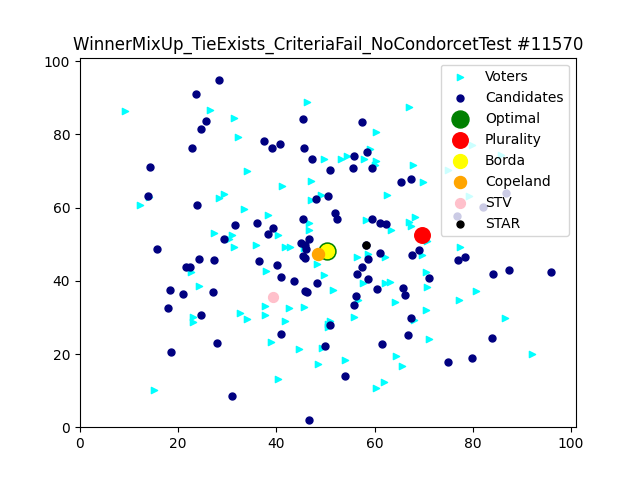 WinnerMixUp_TieExists_CriteriaFail_NoCondorcetTest #11570
100
80
60
40
20
0
0 20 40 60 80 100
Voters
Candidates
Optimal
Plurality
Borda
Copeland
STV
STAR